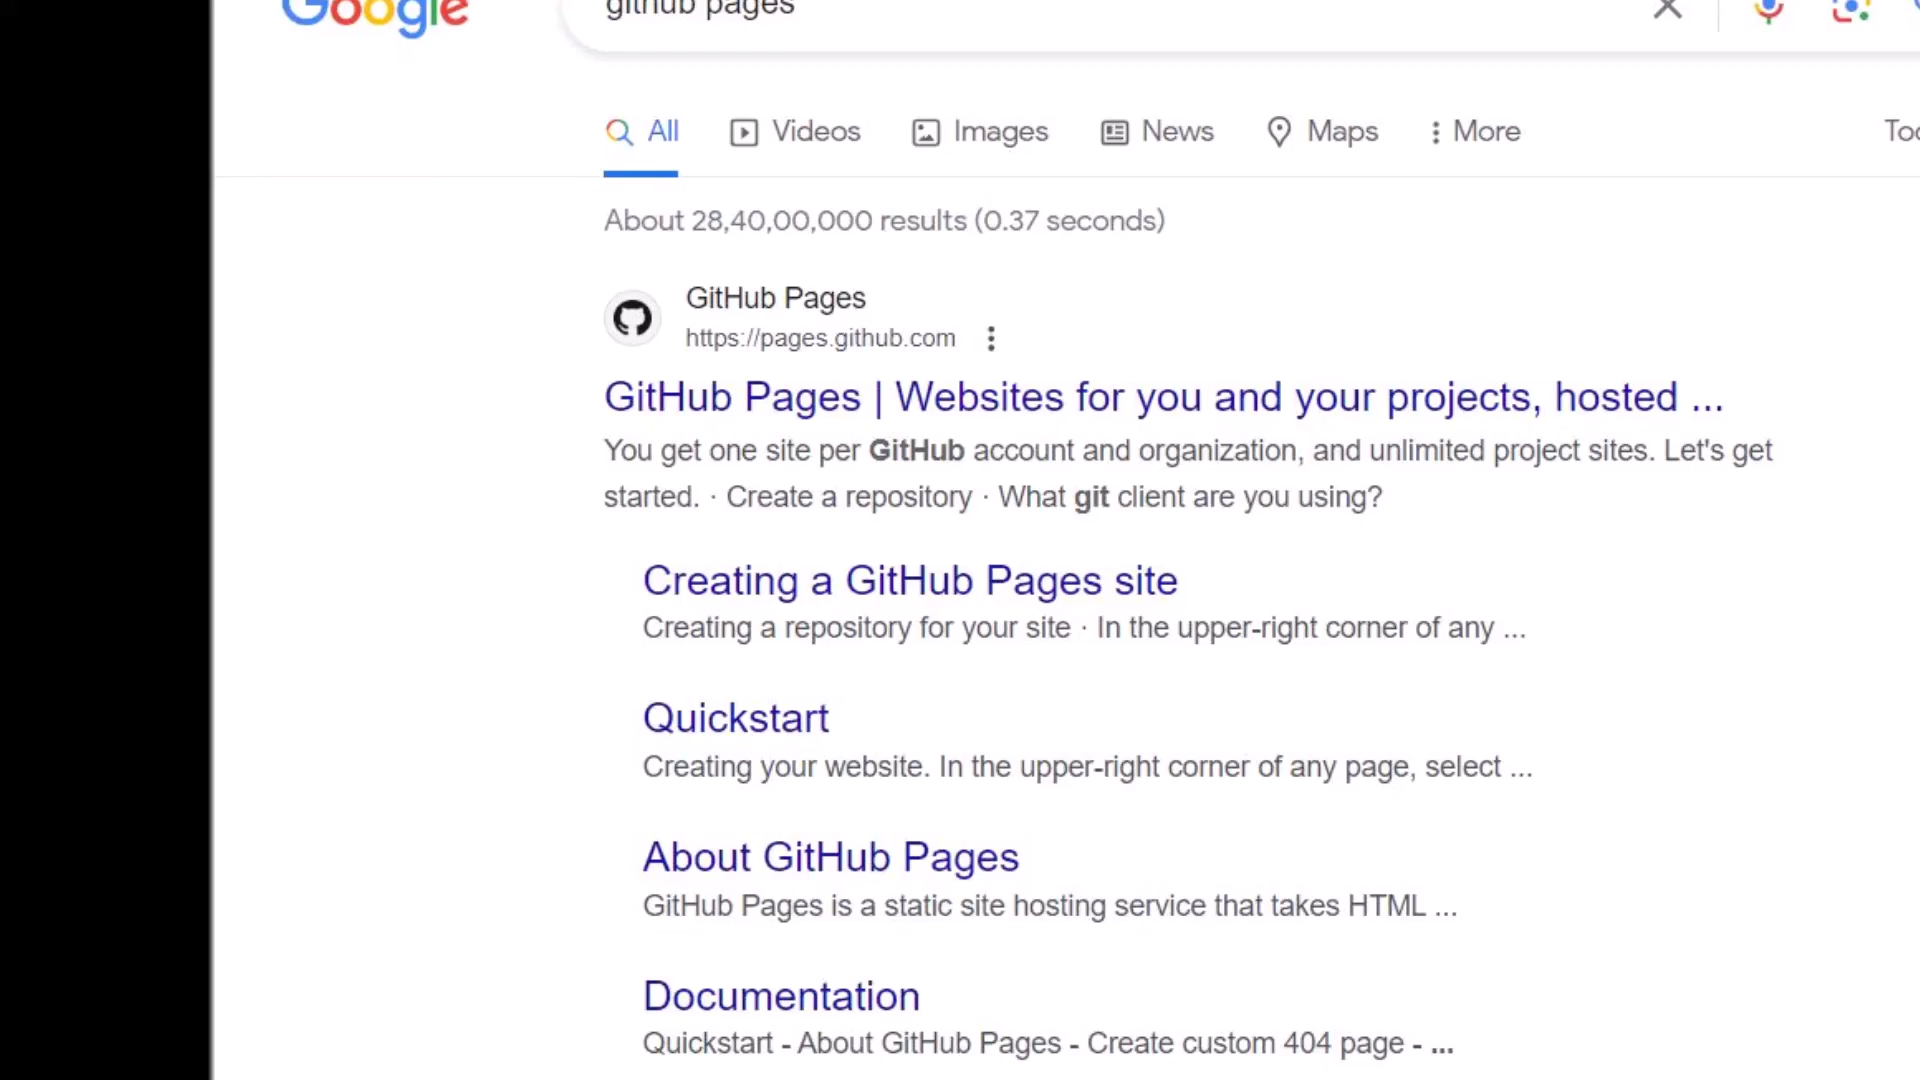 Google
github pages
All Videos Images News Maps More
About 28,40,00,000 results (0.37 seconds)
GitHub Pages
https://pages.github.com
GitHub Pages | Websites for you and your projects, hosted ...
You get one site per GitHub account and organization, and unlimited project sites. Let's get
started. · Create a repository · What git client are you using?
Creating a GitHub Pages site
Creating a repository for your site · In the upper-right corner of any ...
Quickstart
Creating your website. In the upper-right corner of any page, select ...
About GitHub Pages
GitHub Pages is a static site hosting service that takes HTML ...
Documentation
Quickstart - About GitHub Pages - Create custom 404 page - ...